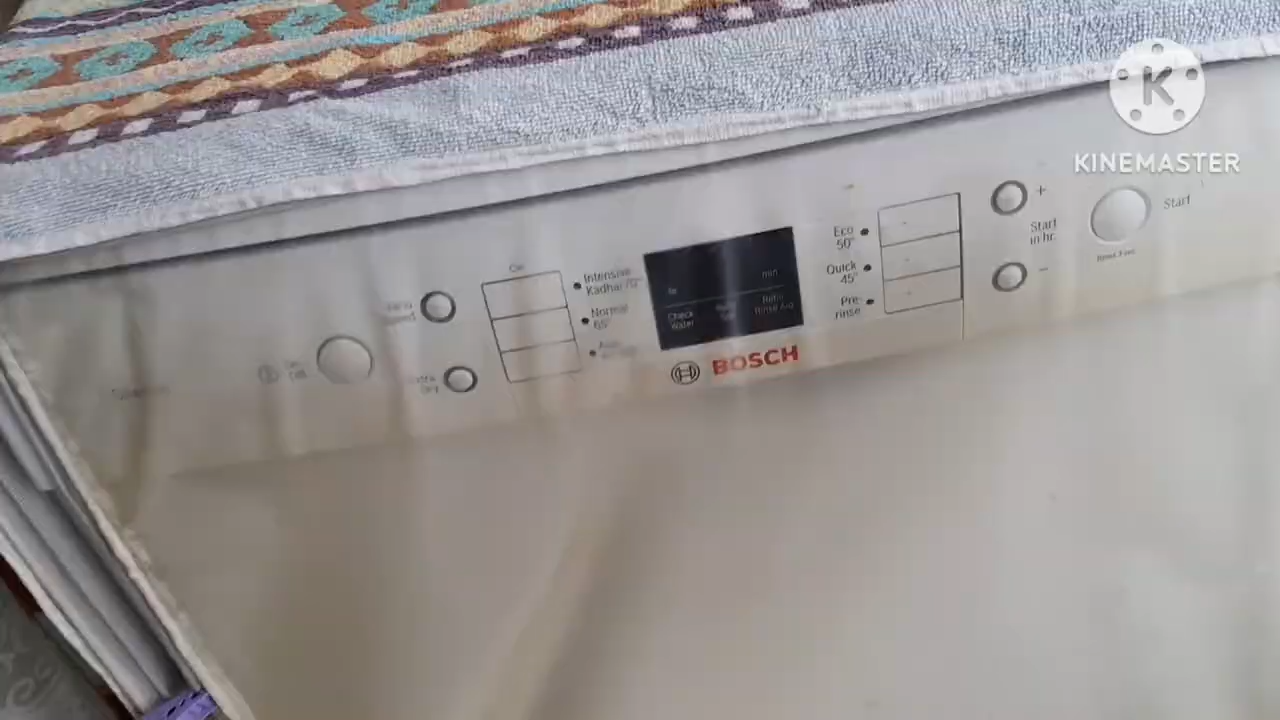 KINEMASTER
Start
Start
in hr.
+
-
Eco
50°
Quick
45°
Pre-
rinse
min
Check
Water
Refill
Rinse Aid
BOSCH
Intensive
Kadhai 70°
Normal
65°